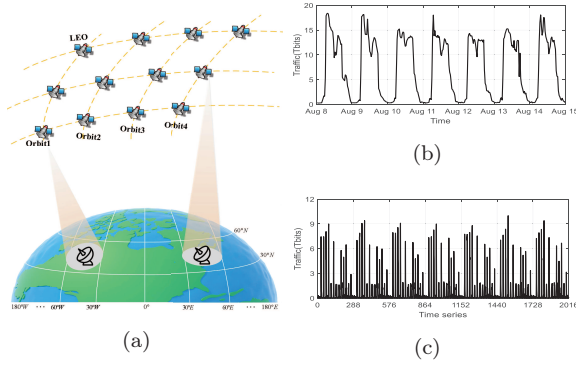 LEO
Orbit1
Orbit2
Orbit3
Orbit4
60°N
30°N
180°W ··· 60°W 30°W 0° 30°E 60°E ··· 180°E
(a)
20
15
10
5
0
Traffic(Tbits)
Aug 8 Aug 9 Aug 10 Aug 11 Aug 12 Aug 13 Aug 14 Aug 15
Time
(b)
12
9
6
3
0
Traffic(Tbits)
0 288 576 864 1152 1440 1728 2016
Time series
(c)